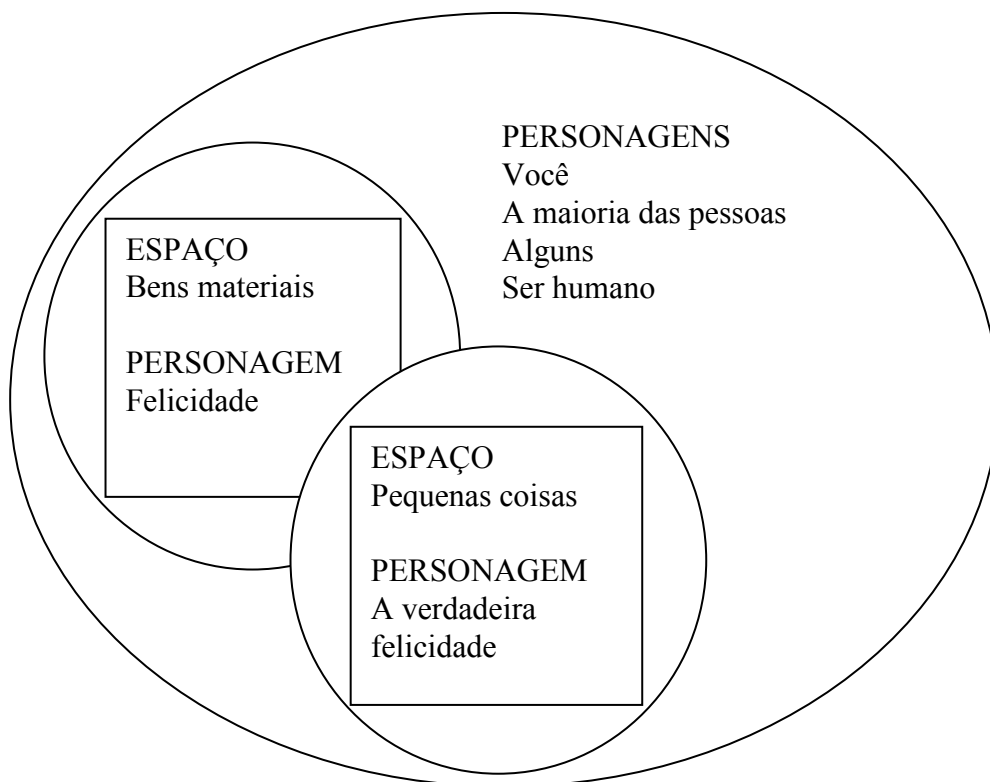 PERSONAGENS
Você
A maioria das pessoas
Alguns
Ser humano
ESPAÇO
Bens materiais
PERSONAGEM
Felicidade
ESPAÇO
Pequenas coisas
PERSONAGEM
A verdadeira
felicidade